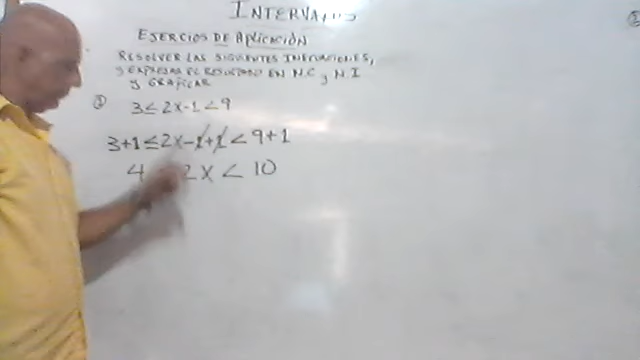 INTERVALOS
EJERCIOS DE APLICACIÓN
RESOLVER LAS SIGUIENTES INECUACIONES,
y EXPRESAR EL RESULTADO EN N.C y N.I
y GRAFICAR
① 3 ≤ 2x - 1 < 9
3+1 ≤ 2x - 1 + 1 < 9 + 1
4 2x < 10